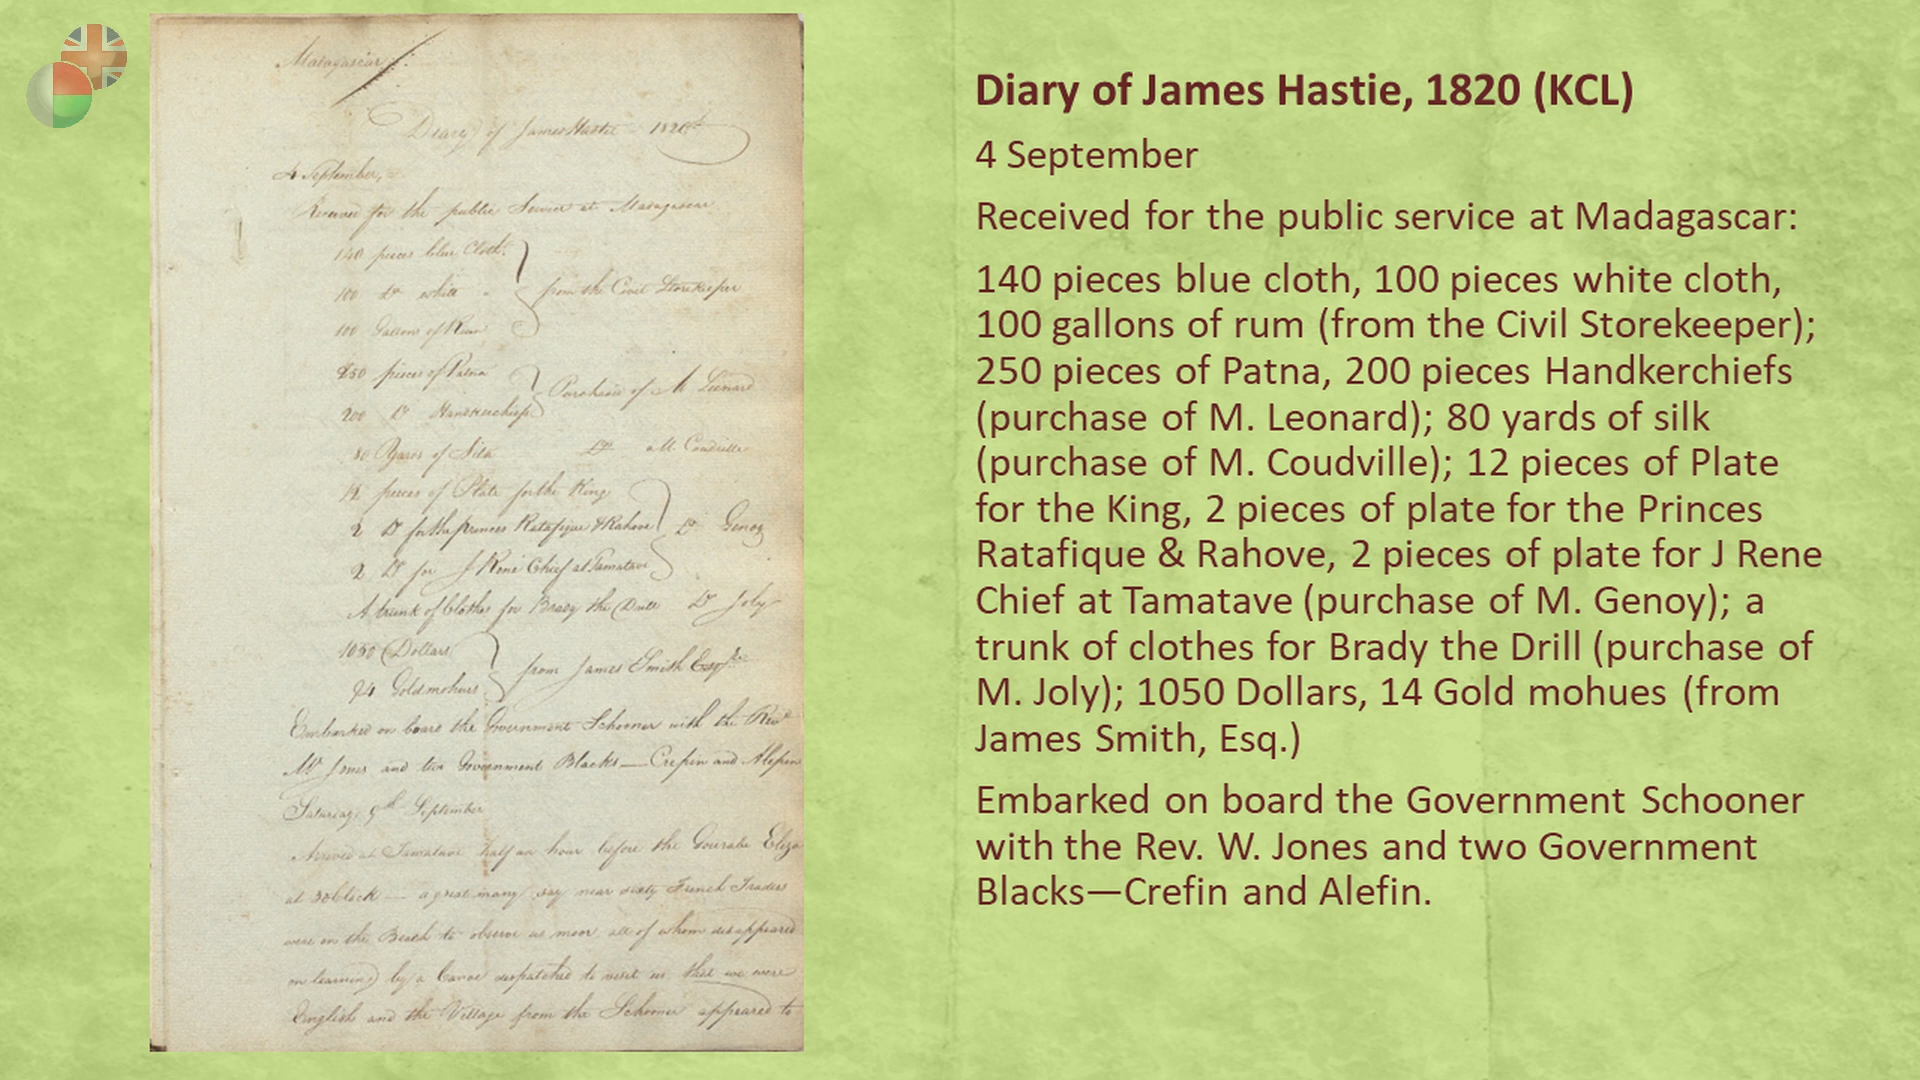 Madagascar
Diary of James Hastie 1820
4 September,
Received for the public Service at Madagascar
140 pieces blue Cloth
100 Do white
100 Gallons of Rum
from the Civil Storekeeper
250 pieces of Patna
200 Do Handkerchiefs
Purchase of M Leonard
80 Yards of Silk Do M. Coudville
12 pieces of Plate for the King
2 Do for the princes Ratafique & Rahove
2 Do for J René Chief at Tamatave
Do Genoy
A trunk of Clothes for Brady the Drill Do Joly
1050 Dollars
Gold mohurs
from James Smith Esqre
Embarked on board the Government Schooner with the Revd
Mr Jones and two Government Blacks—Crefin and Alefin
Saturday 9th September
Arrived at Tamatave half an hour before the Eliza
at 3 oClock — a great many say near sixty French Traders
were on the Beach to observe us moor all of whom disappeared
on learning by a Canoe dispatched to meet us that we were
English and the Village from the Schooner appeared to
Diary of James Hastie, 1820 (KCL)
4 September
Received for the public service at Madagascar:
140 pieces blue cloth, 100 pieces white cloth,
100 gallons of rum (from the Civil Storekeeper);
250 pieces of Patna, 200 pieces Handkerchiefs
(purchase of M. Leonard); 80 yards of silk
(purchase of M. Coudville); 12 pieces of Plate
for the King, 2 pieces of plate for the Princes
Ratafique & Rahove, 2 pieces of plate for J Rene
Chief at Tamatave (purchase of M. Genoy); a
trunk of clothes for Brady the Drill (purchase of
M. Joly); 1050 Dollars, 14 Gold mohues (from
James Smith, Esq.)
Embarked on board the Government Schooner
with the Rev. W. Jones and two Government
Blacks—Crefin and Alefin.